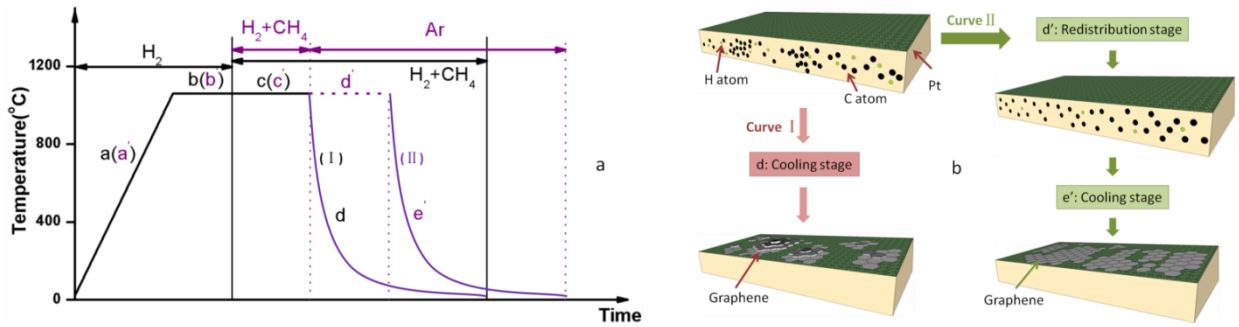 H₂+CH₄
Ar
H₂
H₂+CH₄
1200
b(b')
c(c')
d'
800
a(a')
(I)
(II)
a
400
d
e'
0
Temperature(°C)
Time
Curve II
d': Redistribution stage
H atom
C atom
Pt
Curve I
d: Cooling stage
b
e': Cooling stage
Graphene
Graphene